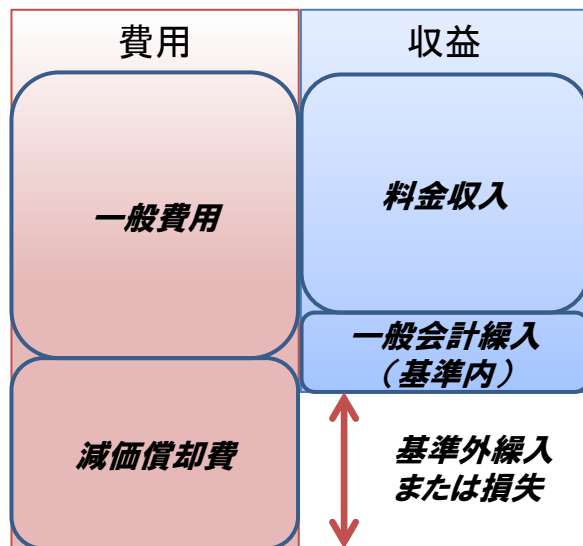 費用
収益
一般費用
料金収入
一般会計繰入
（基準内）
減価償却費
基準外繰入
または損失